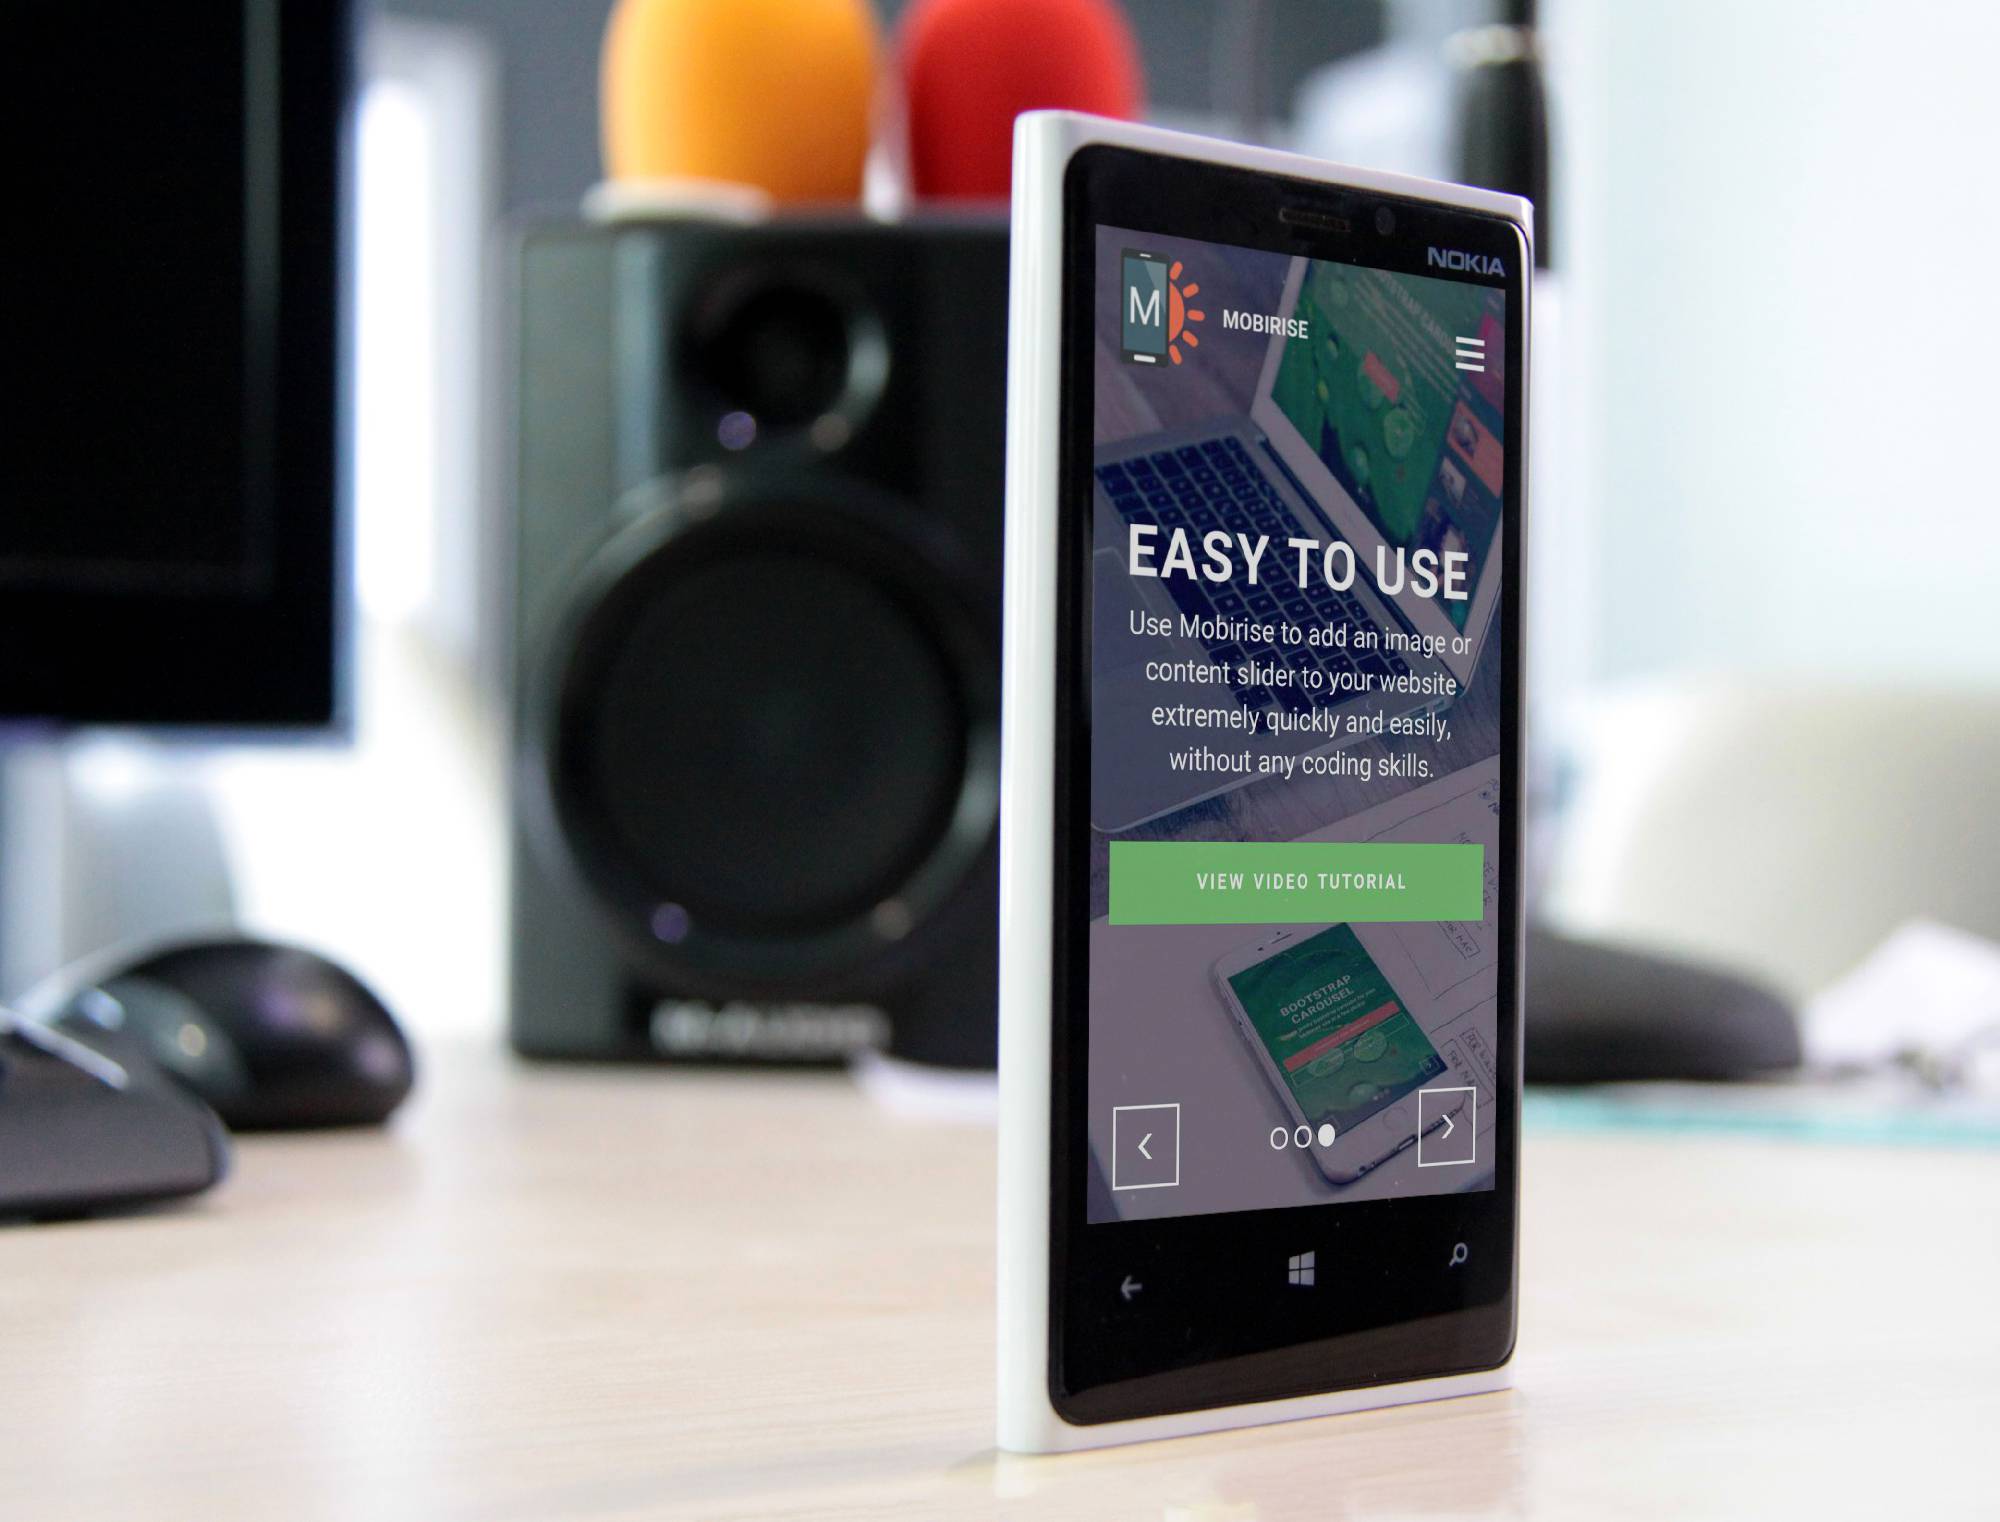 NOKIA
M
MOBIRISE
EASY TO USE
Use Mobirise to add an image or
content slider to your website
extremely quickly and easily,
without any coding skills.
VIEW VIDEO TUTORIAL
BOOTSTRAP
CAROUSEL